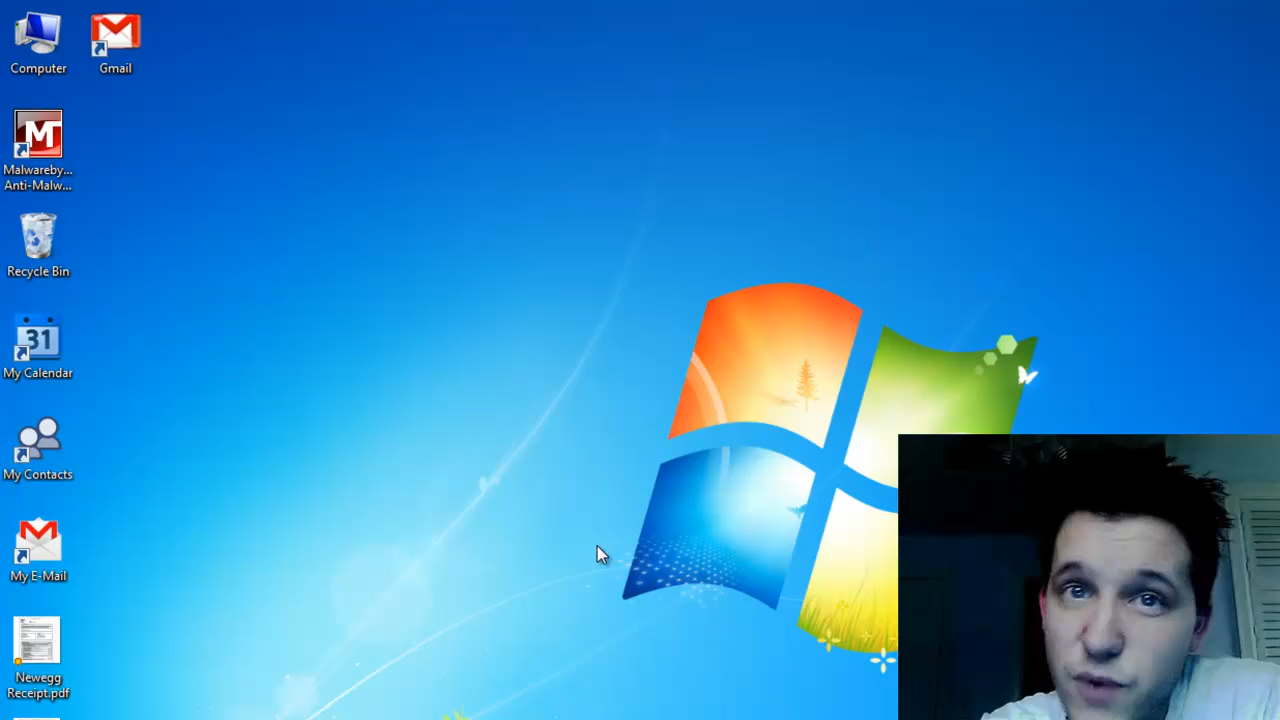 Computer
Gmail
Malwareby...
Anti-Malw...
Recycle Bin
31
My Calendar
My Contacts
My E-Mail
Newegg
Receipt.pdf